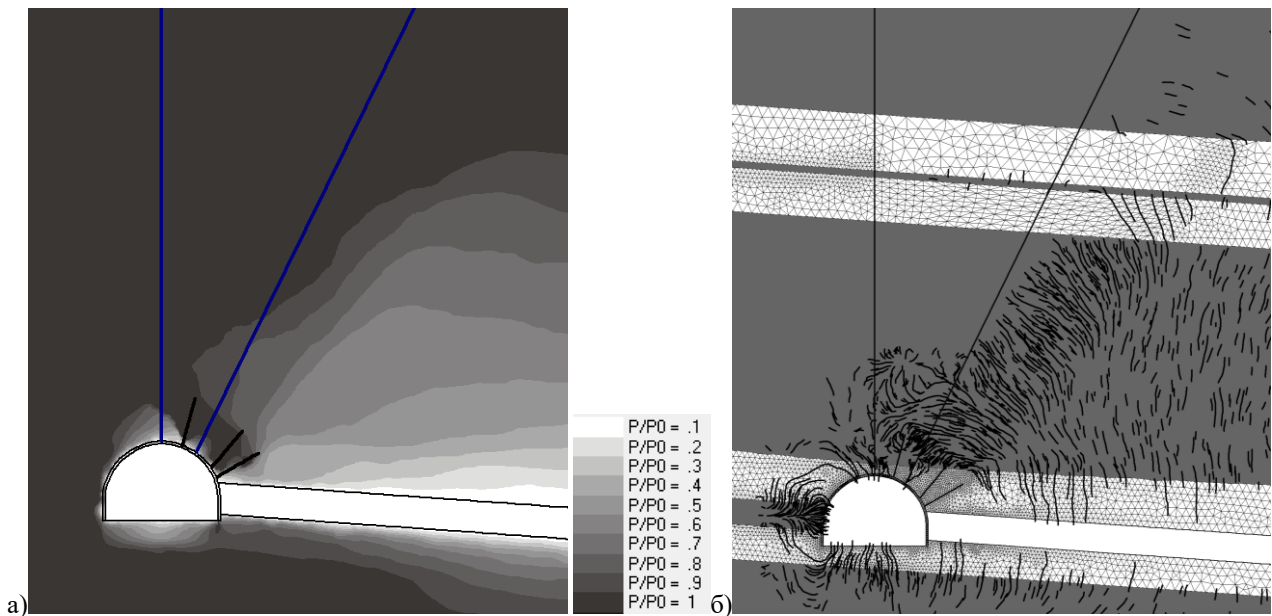 P/P0 = .1
P/P0 = .2
P/P0 = .3
P/P0 = .4
P/P0 = .5
P/P0 = .6
P/P0 = .7
P/P0 = .8
P/P0 = .9
P/P0 = 1
а)
б)